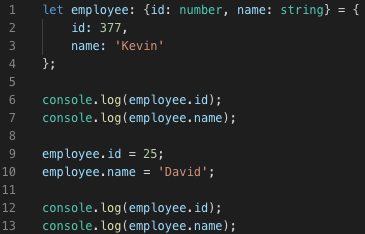 1 let employee: {id: number, name: string} = {
2     id: 377,
3     name: 'Kevin'
4 };
5
6 console.log(employee.id);
7 console.log(employee.name);
8
9 employee.id = 25;
10 employee.name = 'David';
11
12 console.log(employee.id);
13 console.log(employee.name);